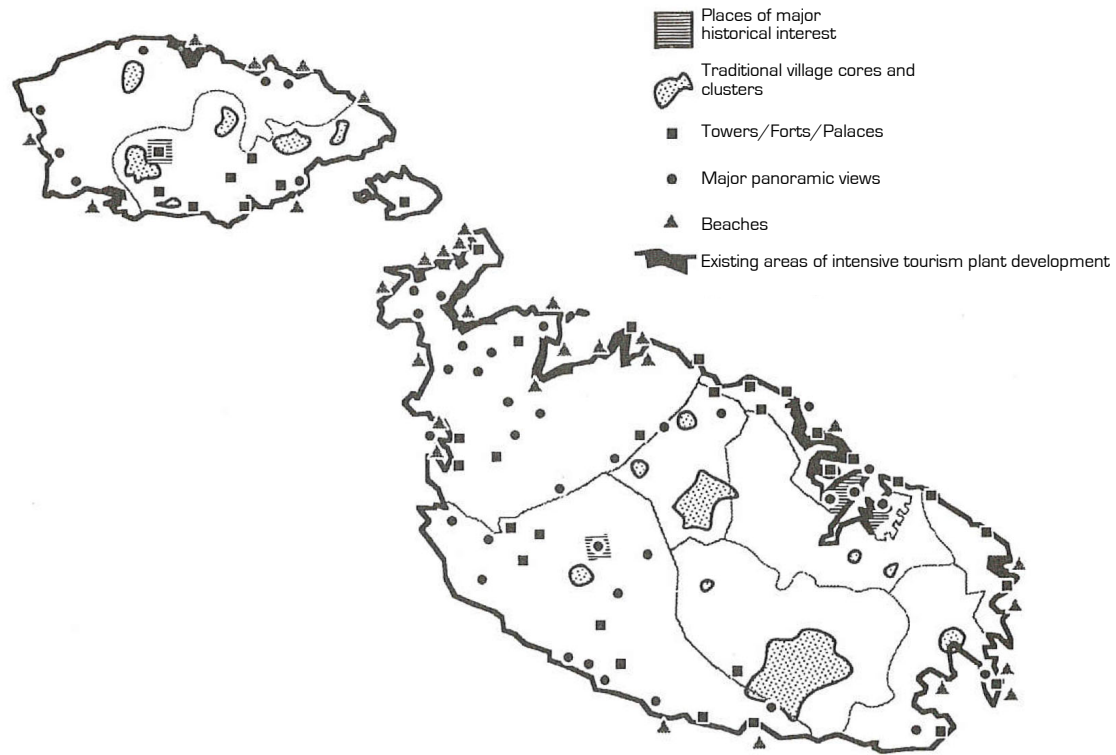 Places of major
historical interest
Traditional village cores and
clusters
Towers/Forts/Palaces
Major panoramic views
Beaches
Existing areas of intensive tourism plant development